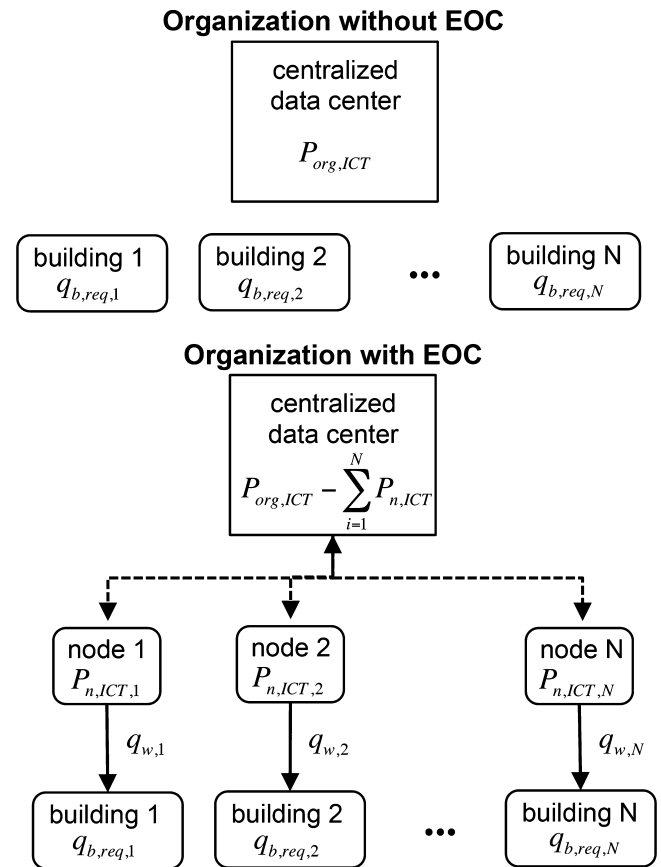 Organization without EOC
centralized
data center
P_{org,ICT}
building 1 building 2 building N
q_{b,req,1} q_{b,req,2} ... q_{b,req,N}
Organization with EOC
centralized
data center
P_{org,ICT} − \sum_{i=1}^{N} P_{n,ICT}
node 1 node 2 node N
P_{n,ICT,1} P_{n,ICT,2} P_{n,ICT,N}
q_{w,1} q_{w,2} q_{w,N}
building 1 building 2 building N
q_{b,req,1} q_{b,req,2} ... q_{b,req,N}